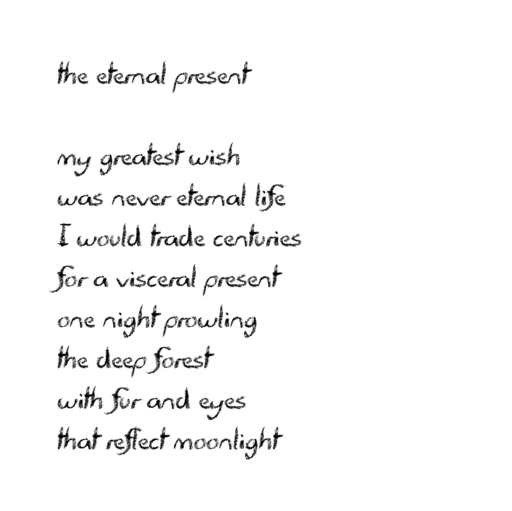 the eternal present
my greatest wish
was never eternal life
I would trade centuries
for a visceral present
one night prowling
the deep forest
with fur and eyes
that reflect moonlight